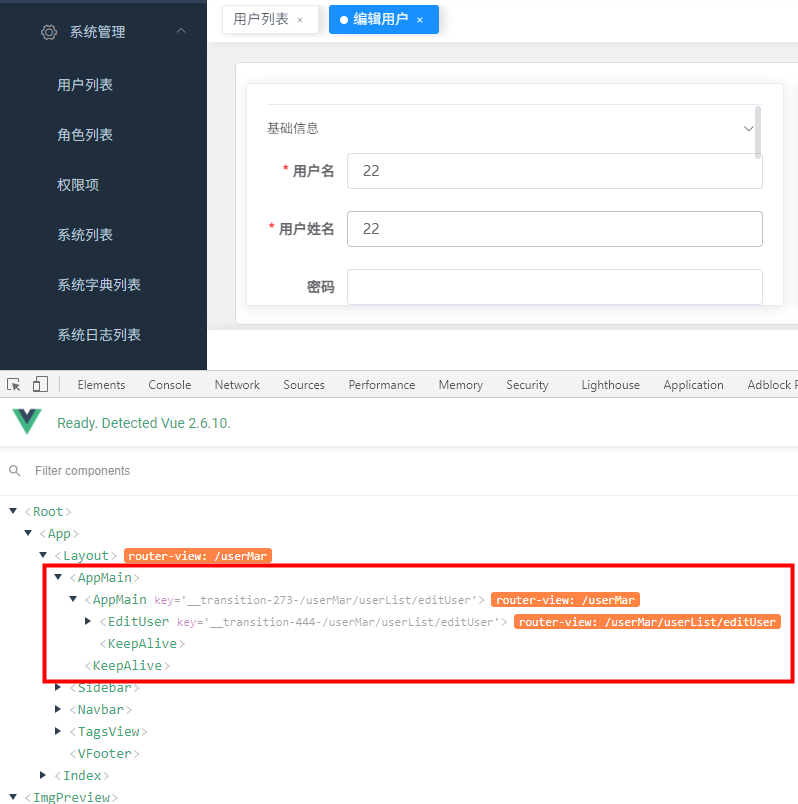 系统管理
用户列表 ×
编辑用户 ×
用户列表
角色列表
权限项
系统列表
系统字典列表
系统日志列表
基础信息
* 用户名 22
* 用户姓名 22
密码
Elements Console Network Sources Performance Memory Security Lighthouse Application Adblock P
Ready. Detected Vue 2.6.10.
Filter components
<Root>
<App>
<Layout> router-view: /userMar
<AppMain>
<AppMain key='__transition-273-/userMar/userList/editUser'> router-view: /userMar
<EditUser key='__transition-444-/userMar/userList/editUser'> router-view: /userMar/userList/editUser
<KeepAlive>
<KeepAlive>
<Sidebar>
<Navbar>
<TagsView>
<VFooter>
<Index>
<ImgPreview>